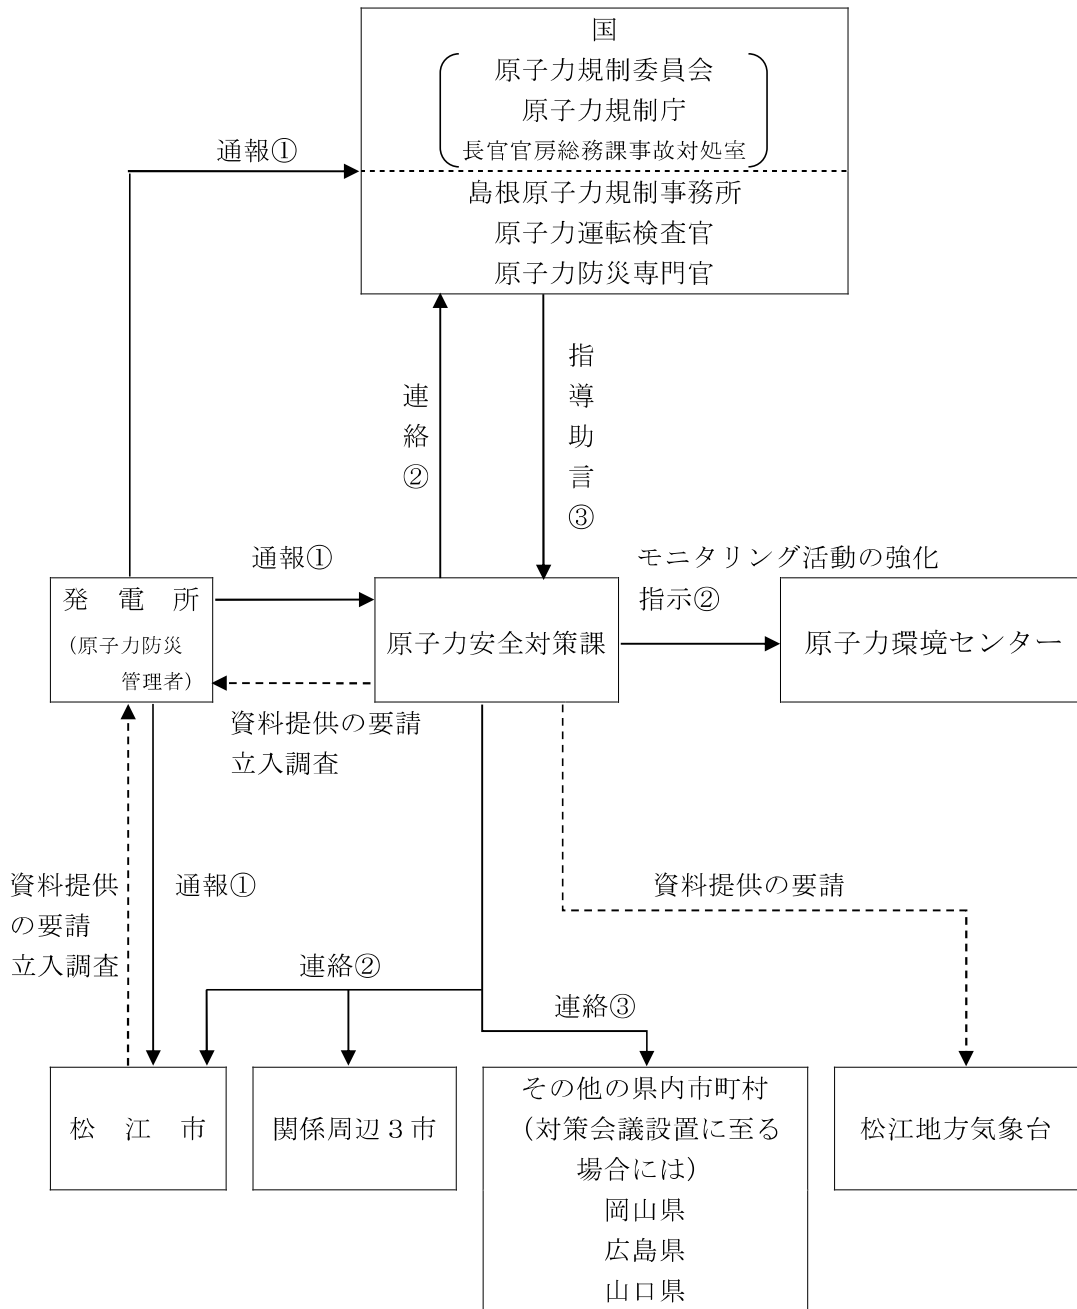 国
原子力規制委員会
原子力規制庁
長官官房総務課事故対処室
通報①
島根原子力規制事務所
原子力運転検査官
原子力防災専門官
連絡②
指導助言③
通報①
モニタリング活動の強化
指示②
発　電　所
(原子力防災
管理者)
原子力安全対策課
原子力環境センター
資料提供の要請
立入調査
資料提供
の要請
立入調査
通報①
資料提供の要請
連絡②
連絡③
松　江　市
関係周辺３市
その他の県内市町村
(対策会議設置に至る
場合には)
岡山県
広島県
山口県
松江地方気象台